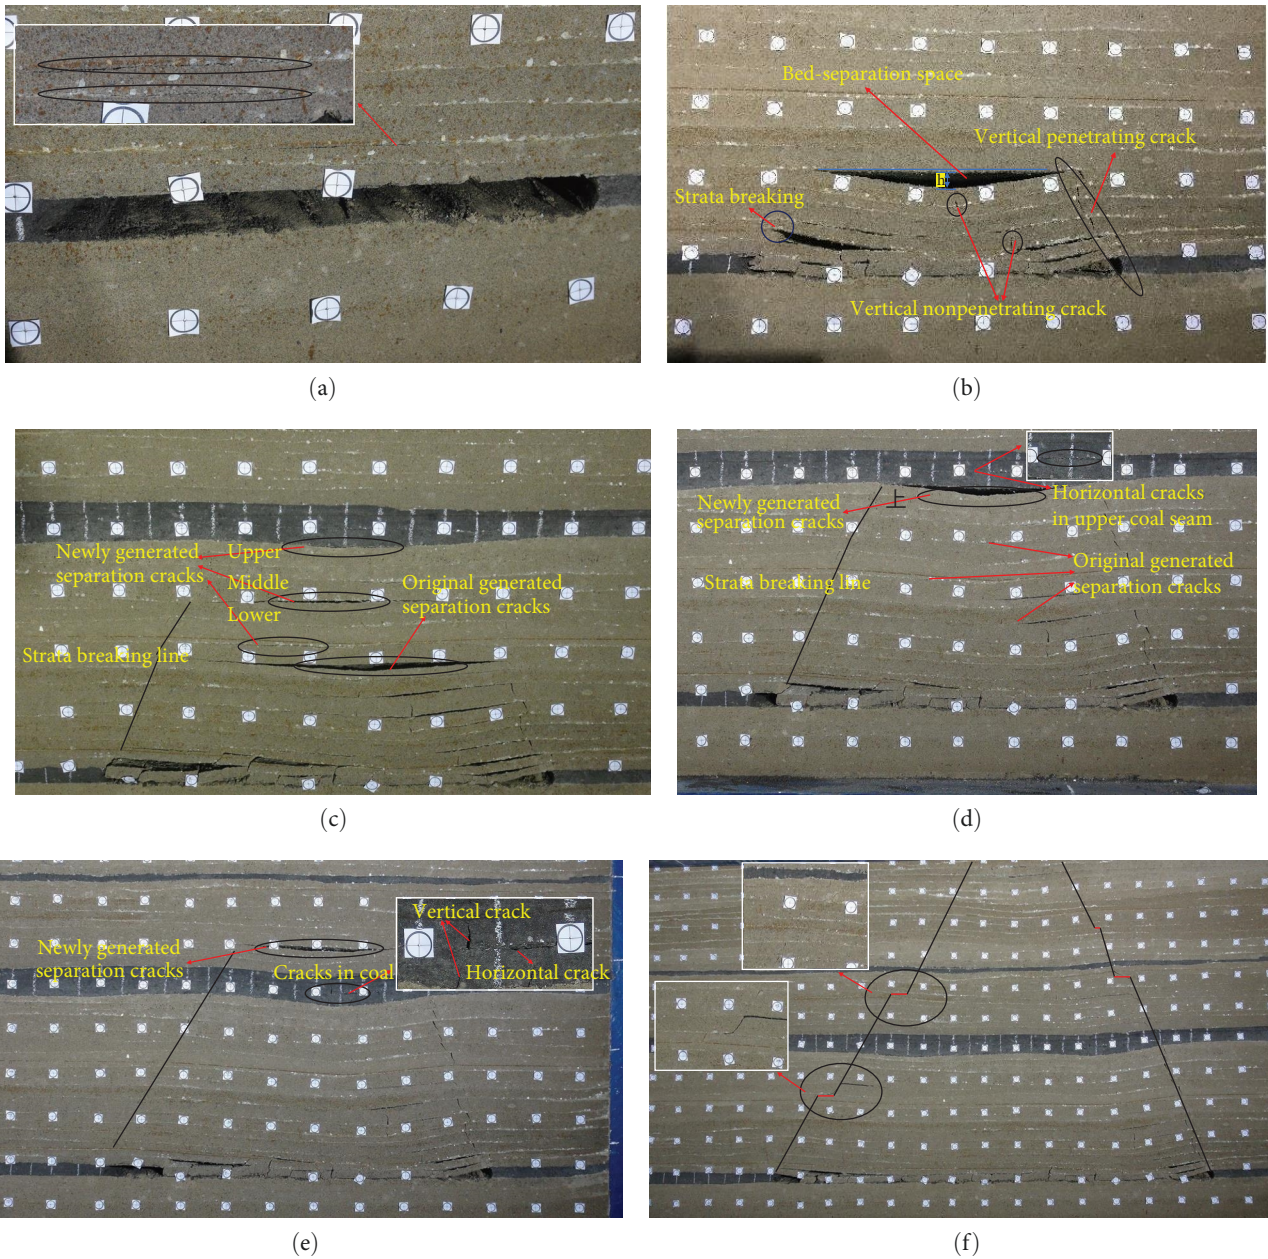 (a)
Bed-separation space
Vertical penetrating crack
h
Strata breaking
Vertical nonpenetrating crack
(b)
Newly generated
separation cracks
Upper
Middle
Lower
Original generated
separation cracks
Strata breaking line
(c)
Newly generated
separation cracks
上
Horizontal cracks
in upper coal seam
Original generated
separation cracks
Strata breaking line
(d)
Newly generated
separation cracks
Cracks in coal
Vertical crack
Horizontal crack
(e)
(f)